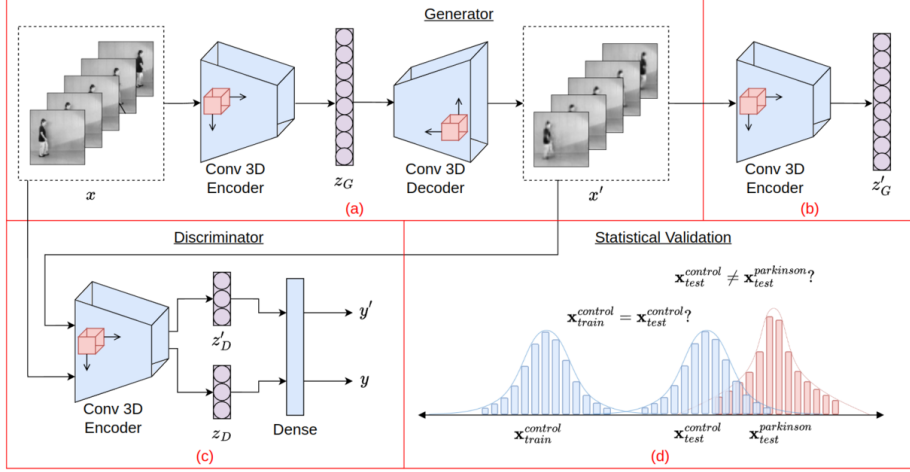 Generator
x
Conv 3D
Encoder
z_G
Conv 3D
Decoder
x′
Conv 3D
Encoder
z′_G
(a)
(b)
Discriminator
Conv 3D
Encoder
z′_D
z_D
Dense
y′
y
(c)
Statistical Validation
x_test^control ≠ x_test^parkinson?
x_train^control = x_test^control?
x_train^control
x_test^control
x_test^parkinson
(d)